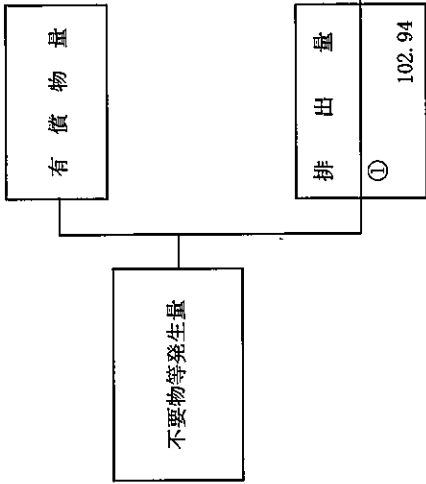 有償物量
不要物等発生量
排出量
①
102.94